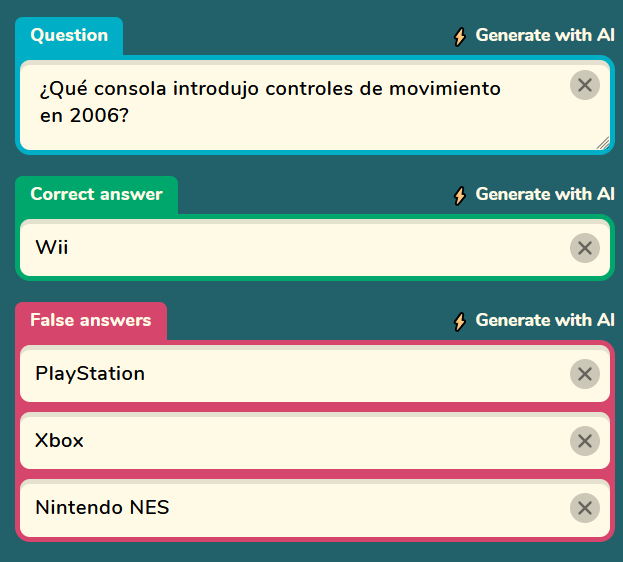 Question
Generate with AI
¿Qué consola introdujo controles de movimiento
en 2006?
Correct answer
Generate with AI
Wii
False answers
Generate with AI
PlayStation
Xbox
Nintendo NES